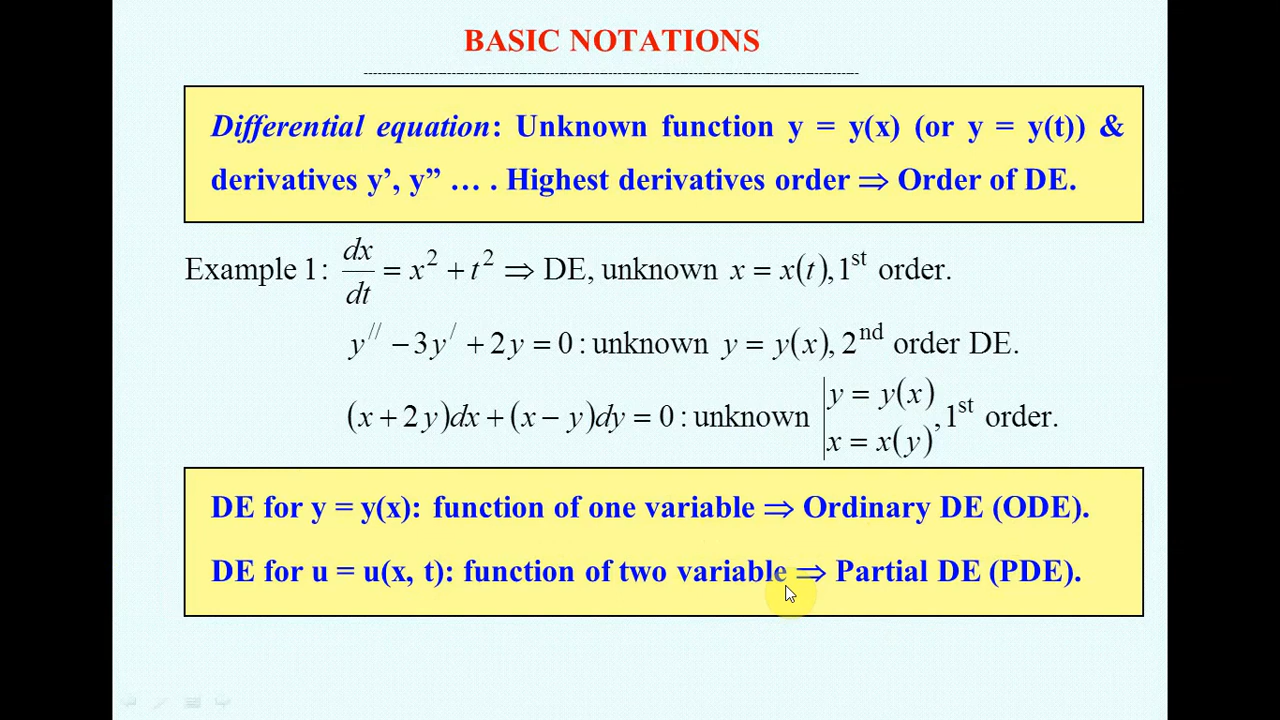 BASIC NOTATIONS
Differential equation: Unknown function y = y(x) (or y = y(t)) &
derivatives y’, y” … . Highest derivatives order ⇒ Order of DE.
Example 1: dx/dt = x² + t² ⇒ DE, unknown x = x(t), 1st order.
y// − 3y/ + 2y = 0 : unknown y = y(x), 2nd order DE.
(x + 2y)dx + (x − y)dy = 0 : unknown | y = y(x) x = x(y) , 1st order.
DE for y = y(x): function of one variable ⇒ Ordinary DE (ODE).
DE for u = u(x, t): function of two variable ⇒ Partial DE (PDE).